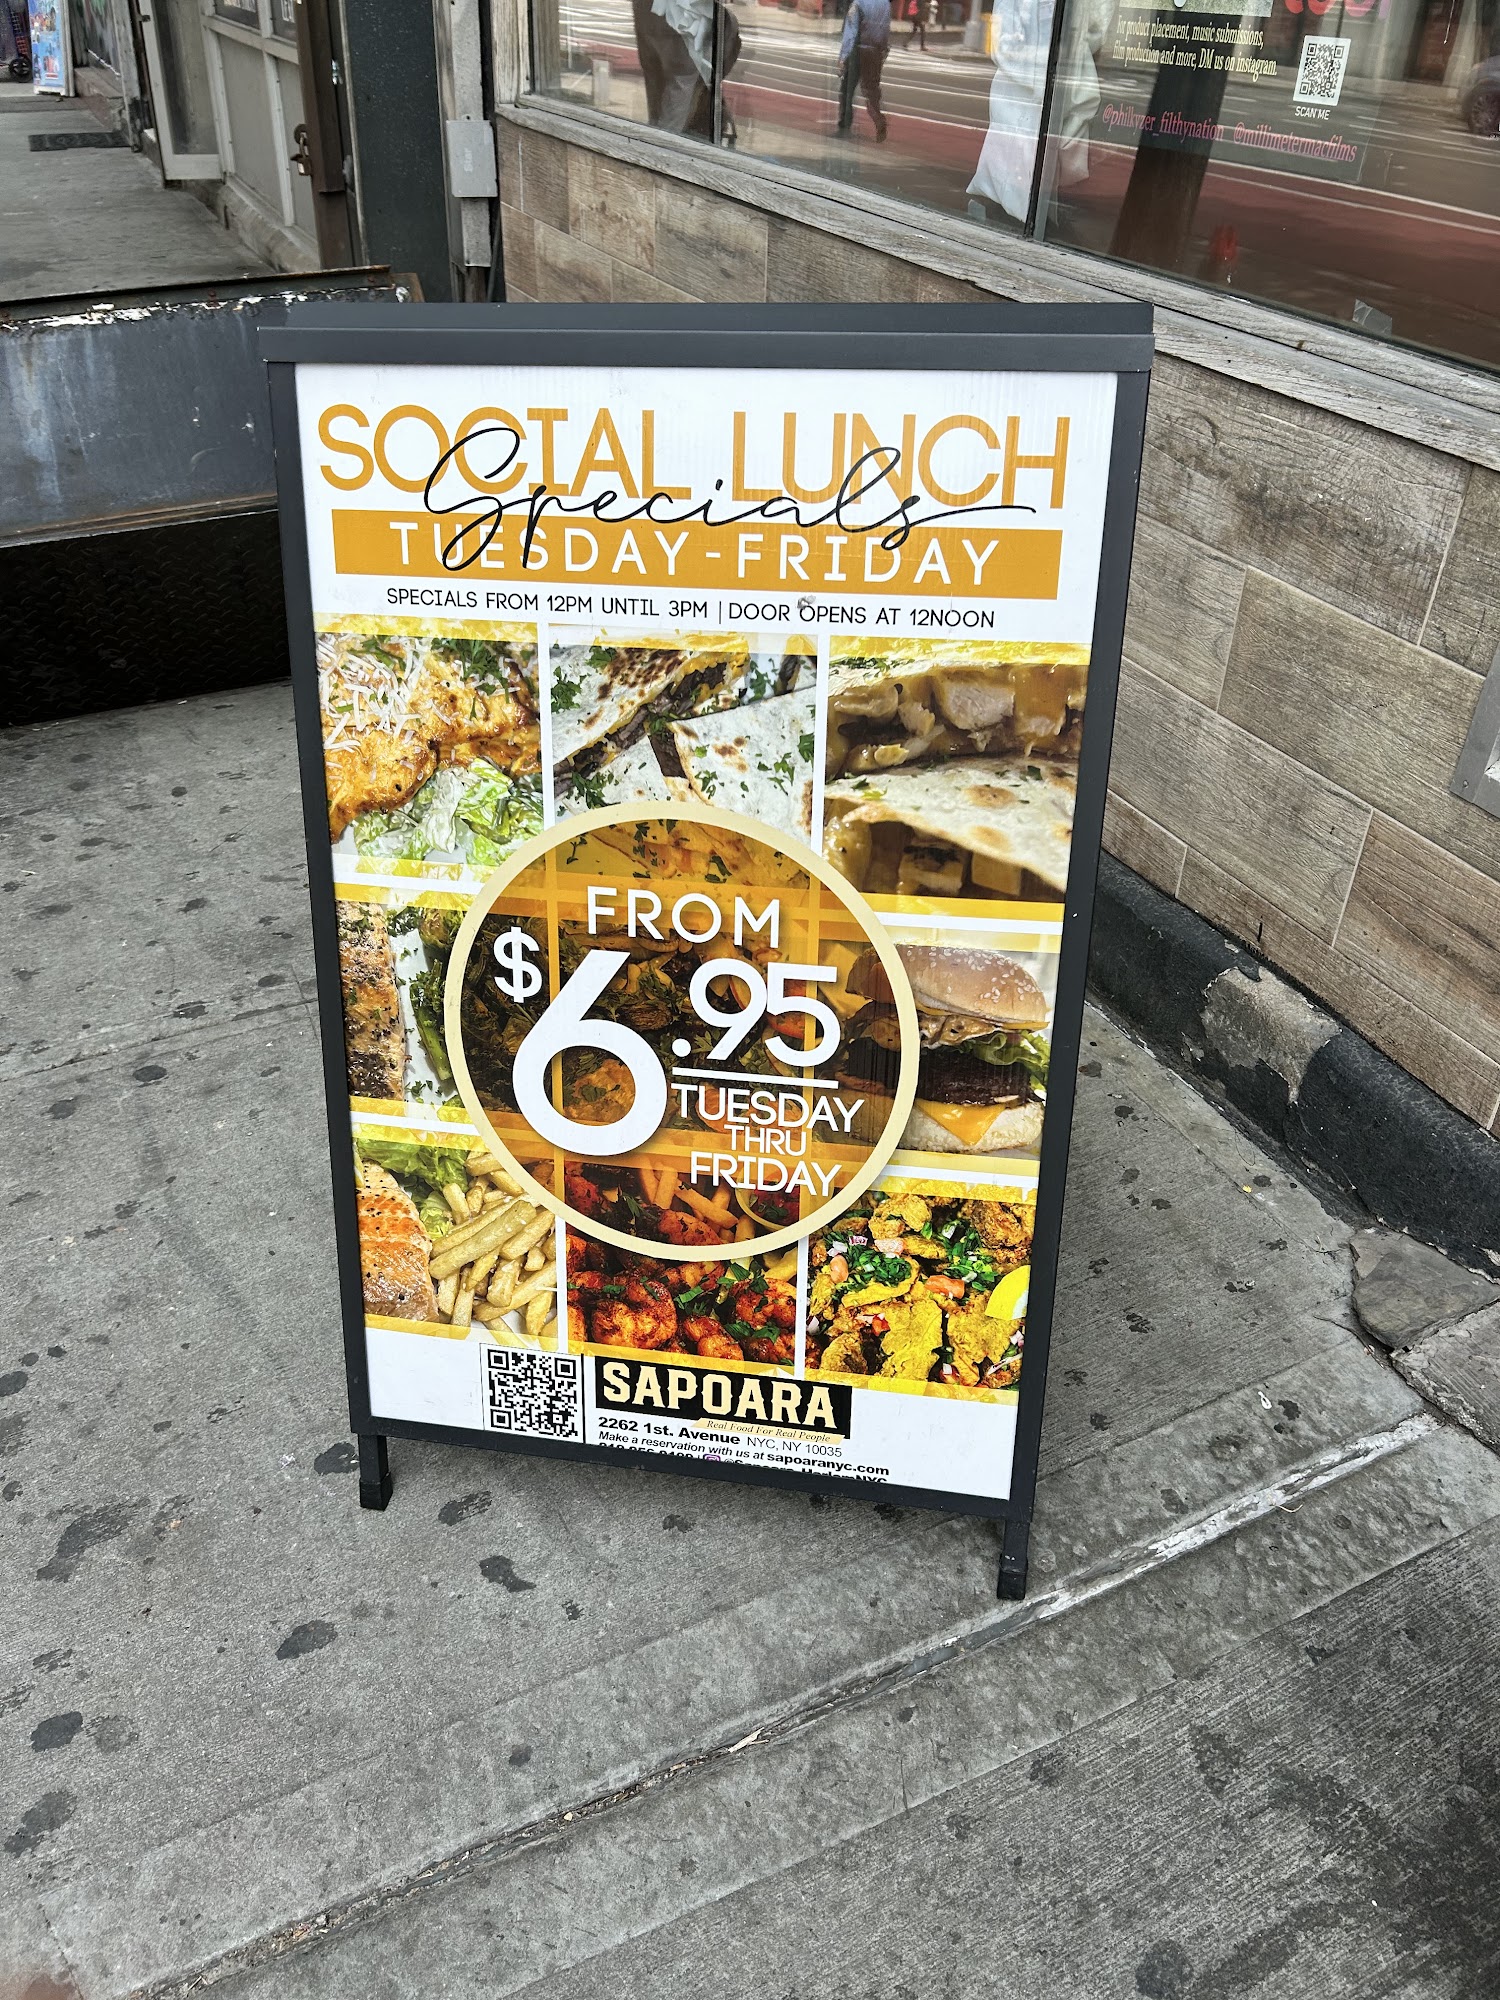 For product placement, music submissions,
film production and more, DM us on instagram.
SCAN ME
@philkyzer_filthynation @millimetermacfilms
SOCIAL LUNCH
Specials
TUESDAY-FRIDAY
SPECIALS FROM 12PM UNTIL 3PM | DOOR OPENS AT 12NOON
FROM
$6.95
TUESDAY
THRU
FRIDAY
SAPOARA
Real Food For Real People
2262 1st. Avenue NYC, NY 10035
Make a reservation with us at sapoaranyc.com